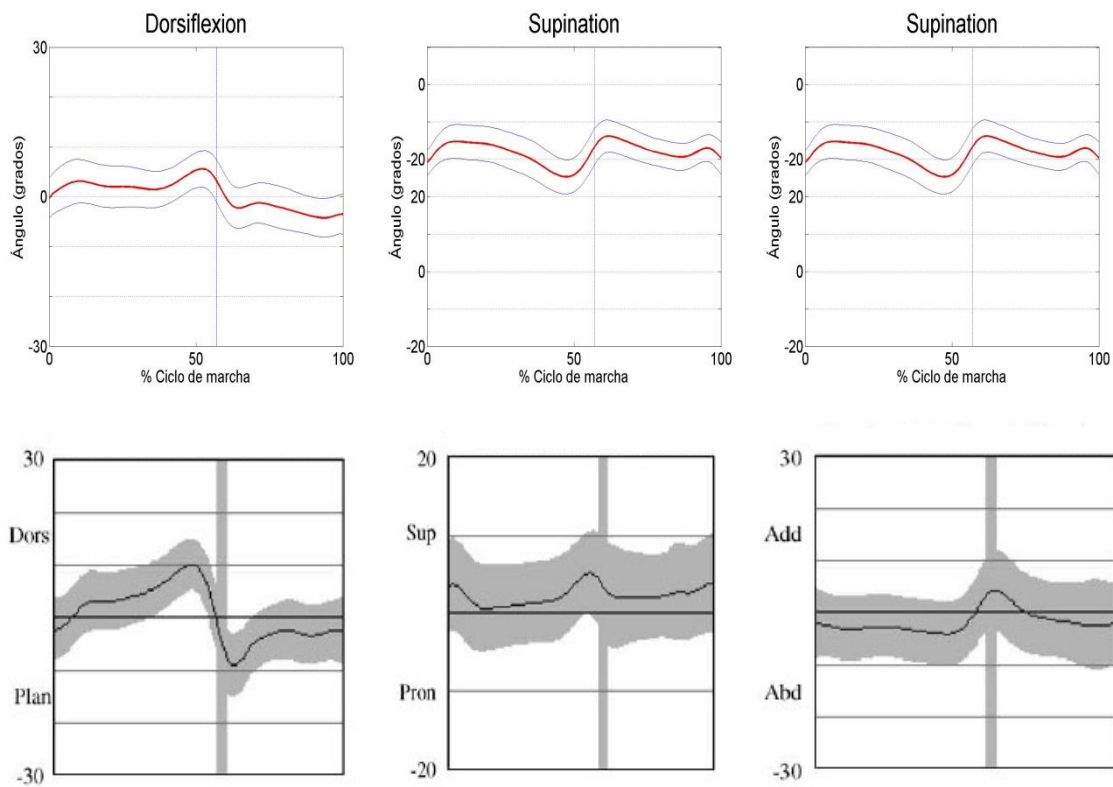 Dorsiflexion
30
0
-30
Ángulo (grados)
0
50
100
% Ciclo de marcha
Supination
0
-20
20
0
-20
Ángulo (grados)
0
50
100
% Ciclo de marcha
Supination
0
-20
20
0
-20
Ángulo (grados)
0
50
100
% Ciclo de marcha
30
Dors
Plan
-30
20
Sup
Pron
-20
30
Add
Abd
-30